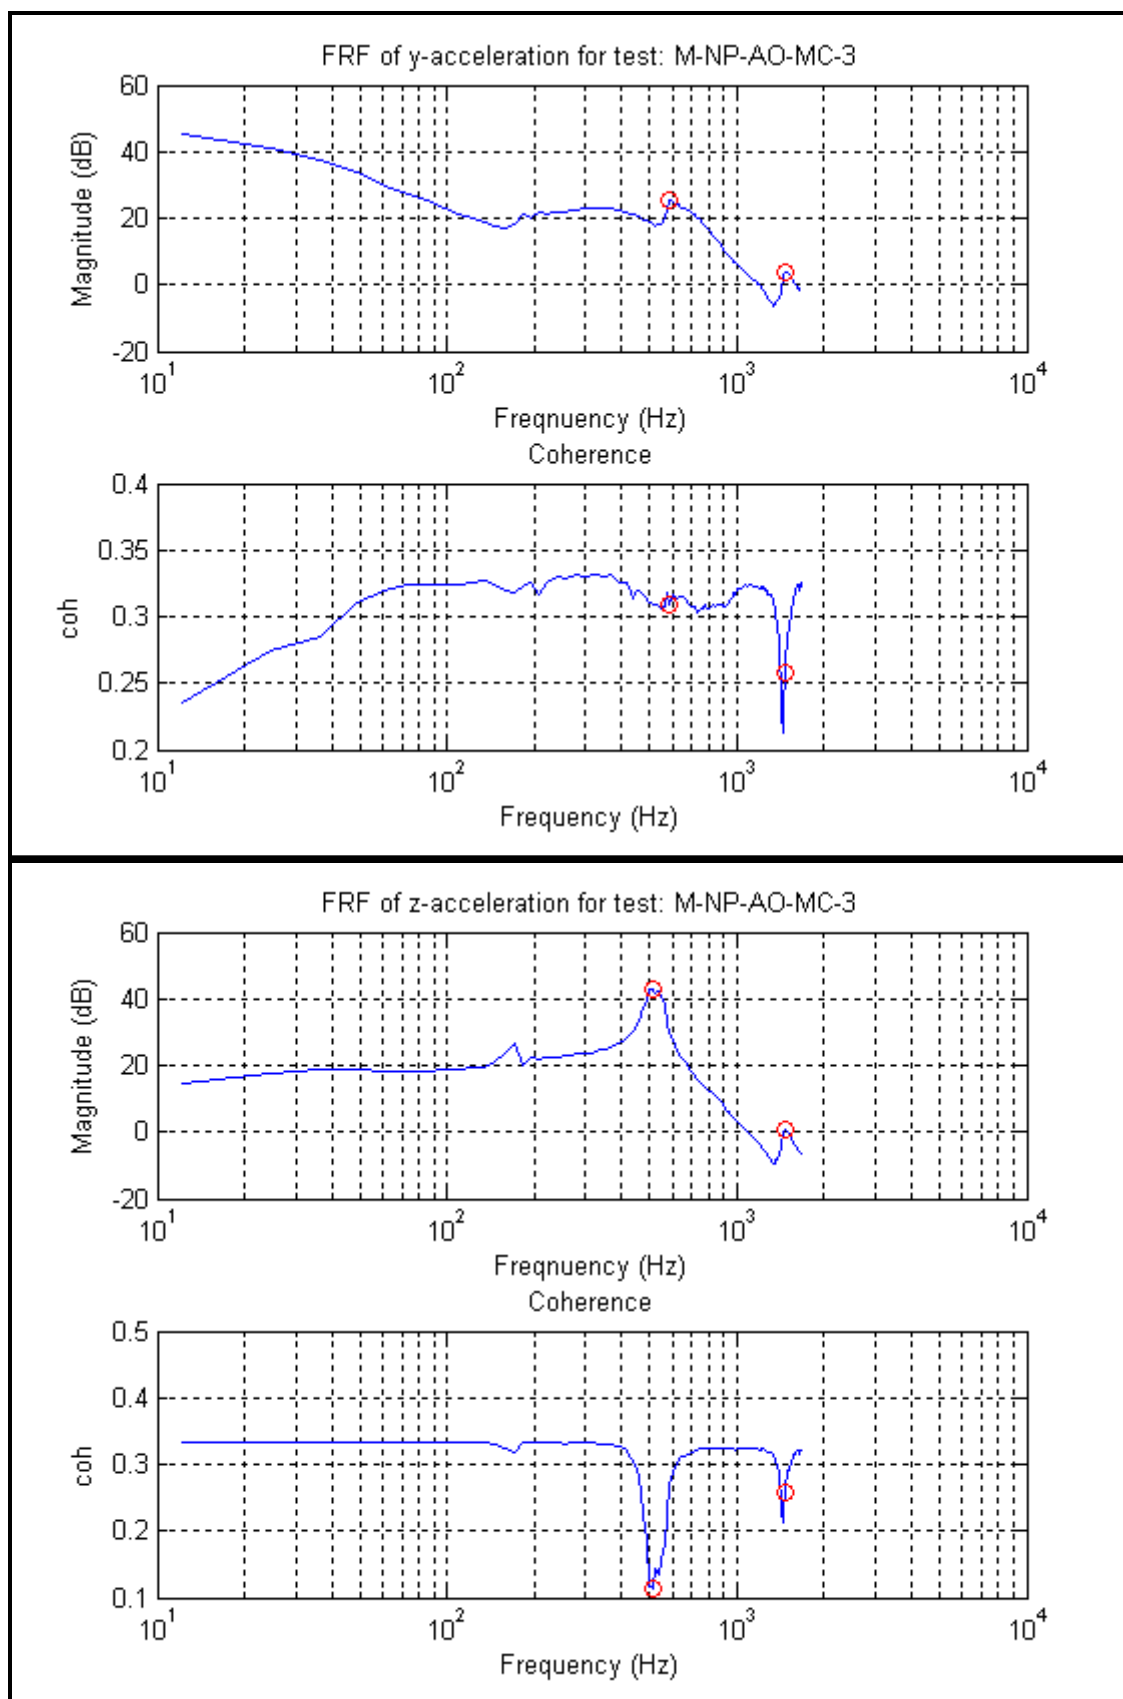 FRF of y-acceleration for test: M-NP-AO-MC-3
60
40
20
0
-20
Magnitude (dB)
10^1 10^2 10^3 10^4
Freqnuency (Hz)
Coherence
0.4
0.35
0.3
0.25
0.2
coh
10^1 10^2 10^3 10^4
Frequency (Hz)
FRF of z-acceleration for test: M-NP-AO-MC-3
60
40
20
0
-20
Magnitude (dB)
10^1 10^2 10^3 10^4
Freqnuency (Hz)
Coherence
0.5
0.4
0.3
0.2
0.1
coh
10^1 10^2 10^3 10^4
Frequency (Hz)